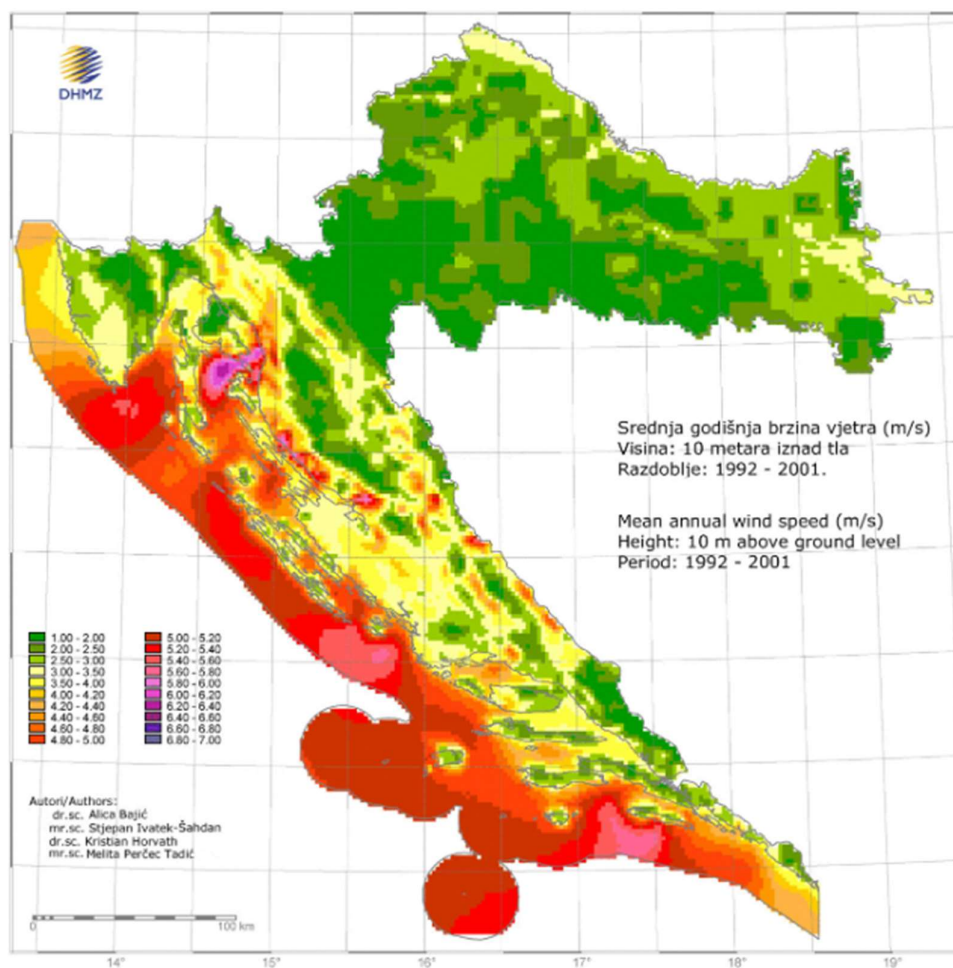 DHMZ
Srednja godišnja brzina vjetra (m/s)
Visina: 10 metara iznad tla
Razdoblje: 1992 - 2001.
Mean annual wind speed (m/s)
Height: 10 m above ground level
Period: 1992 - 2001
1.00 - 2.00
2.00 - 2.50
2.50 - 3.00
3.00 - 3.50
3.50 - 4.00
4.00 - 4.20
4.20 - 4.40
4.40 - 4.60
4.60 - 4.80
4.80 - 5.00
5.00 - 5.20
5.20 - 5.40
5.40 - 5.60
5.60 - 5.80
5.80 - 6.00
6.00 - 6.20
6.20 - 6.40
6.40 - 6.60
6.60 - 6.80
6.80 - 7.00
Autori/Authors:
dr.sc. Alica Bajić
mr.sc. Stjepan Ivatek-Šahdan
dr.sc. Kristian Horvath
mr.sc. Melita Perčec Tadić
0 100 km
14° 15° 16° 17° 18° 19°